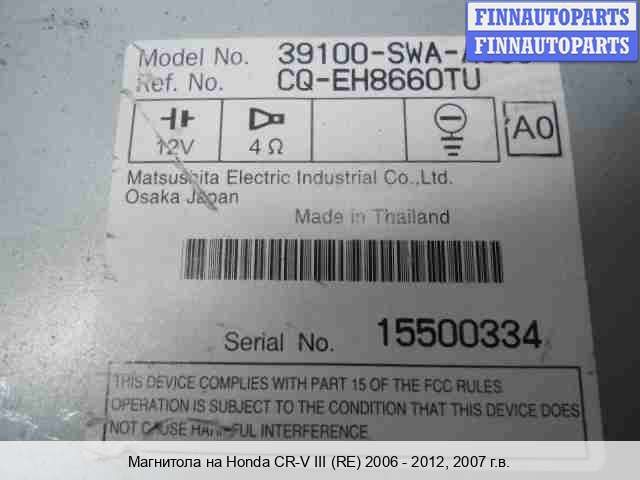 FINNAUTOPARTS
FINNAUTOPARTS
FINNAUTOPARTS
Model No. 39100-SWA-
Ref. No. CQ-EH8660TU
12V 4 Ω A0
Matsushita Electric Industrial Co.,Ltd.
Osaka Japan
Made in Thailand
Serial No. 15500334
THIS DEVICE COMPLIES WITH PART 15 OF THE FCC RULES
OPERATION IS SUBJECT TO THE CONDITION THAT THIS DEVICE DOES
NOT CAUSE HARMFUL INTERFERENCE.
Магнитола на Honda CR-V III (RE) 2006 - 2012, 2007 г.в.